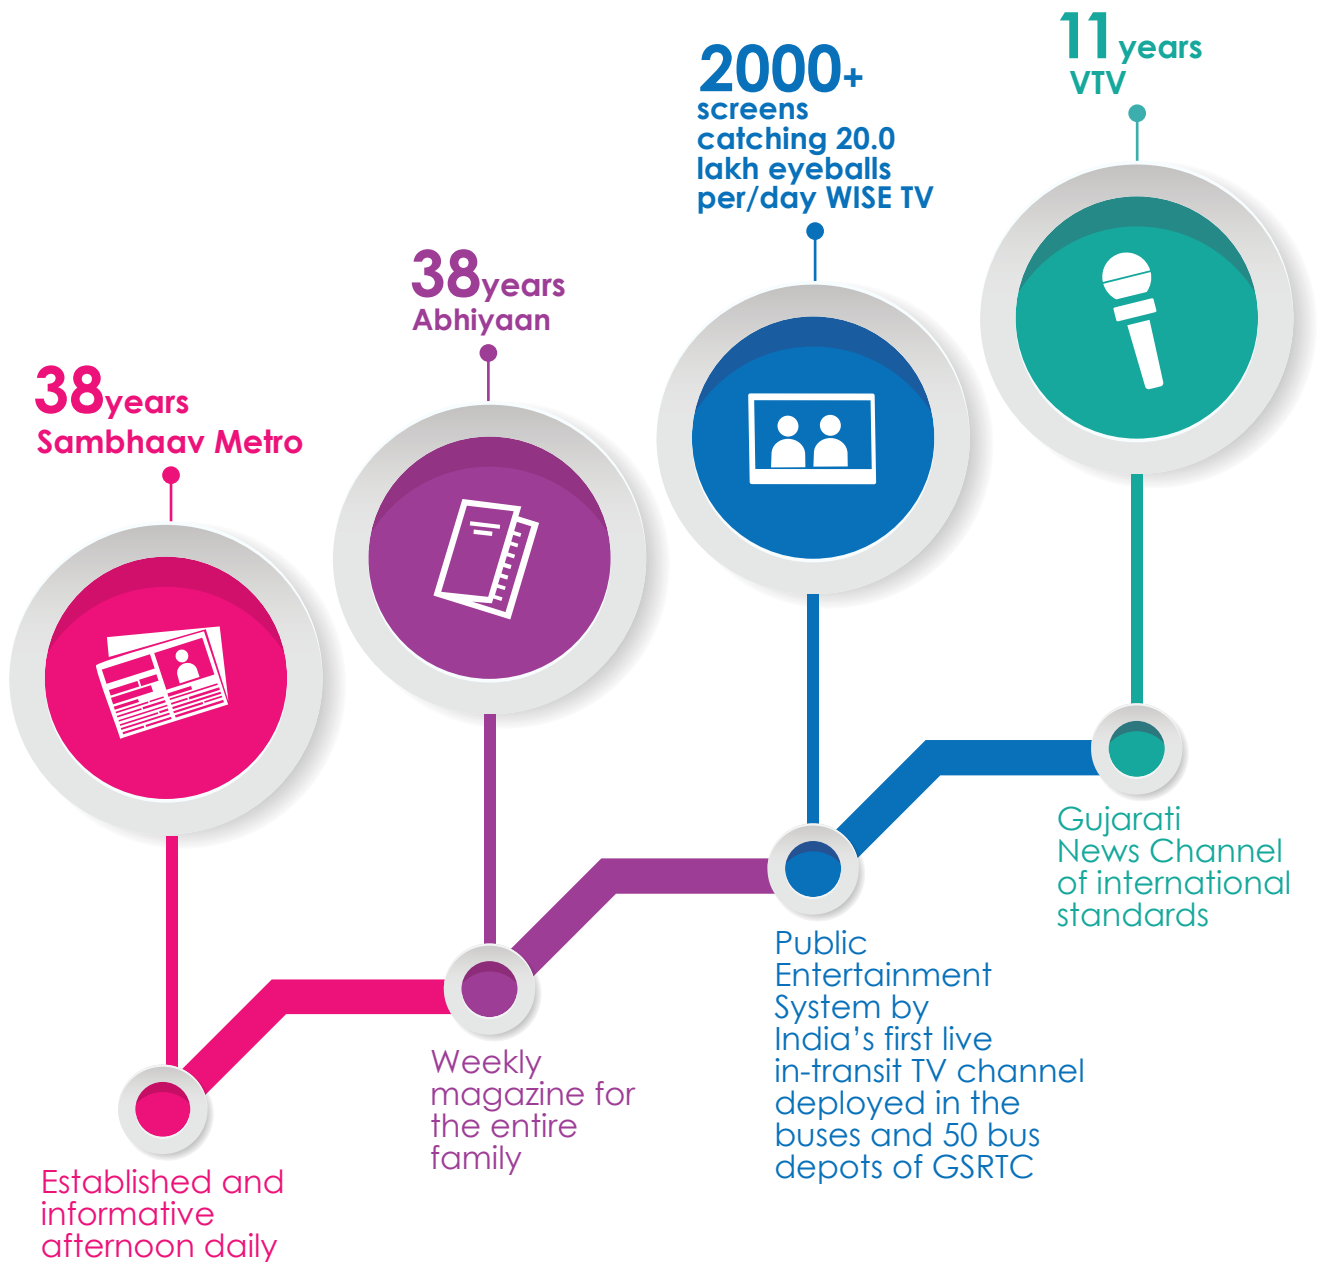 38years
Sambhaav Metro
Established and
informative
afternoon daily
38years
Abhiyaan
Weekly
magazine for
the entire
family
2000+
screens
catching 20.0
lakh eyeballs
per/day WISE TV
Public
Entertainment
System by
India’s first live
in-transit TV channel
deployed in the
buses and 50 bus
depots of GSRTC
11years
VTV
Gujarati
News Channel
of international
standards